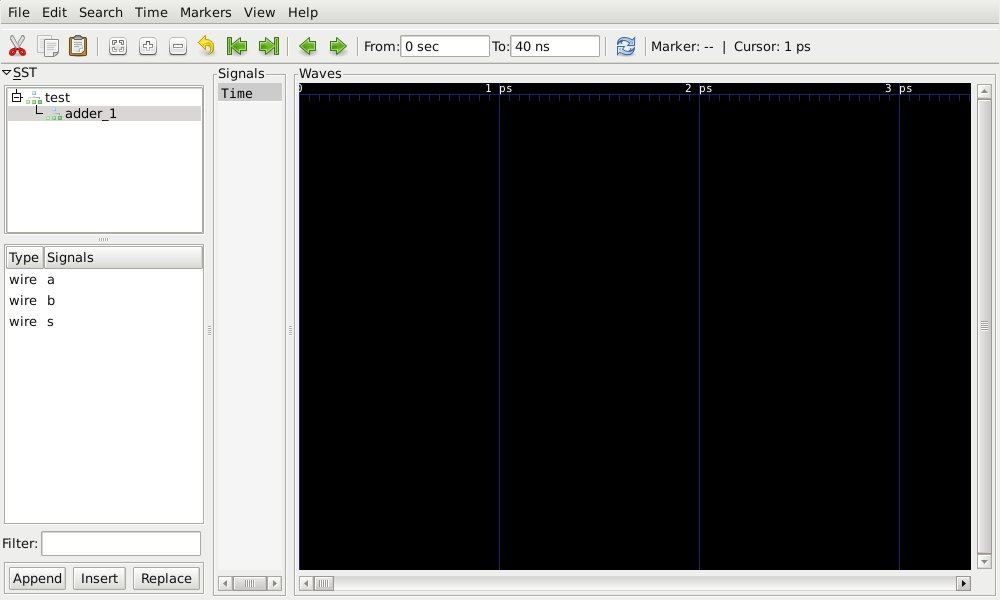 File Edit Search Time Markers View Help
From: 0 sec To: 40 ns Marker: -- | Cursor: 1 ps
SST
test
adder_1
Type Signals
wire a
wire b
wire s
Filter:
Append Insert Replace
Signals
Time
Waves
0 1 ps 2 ps 3 ps